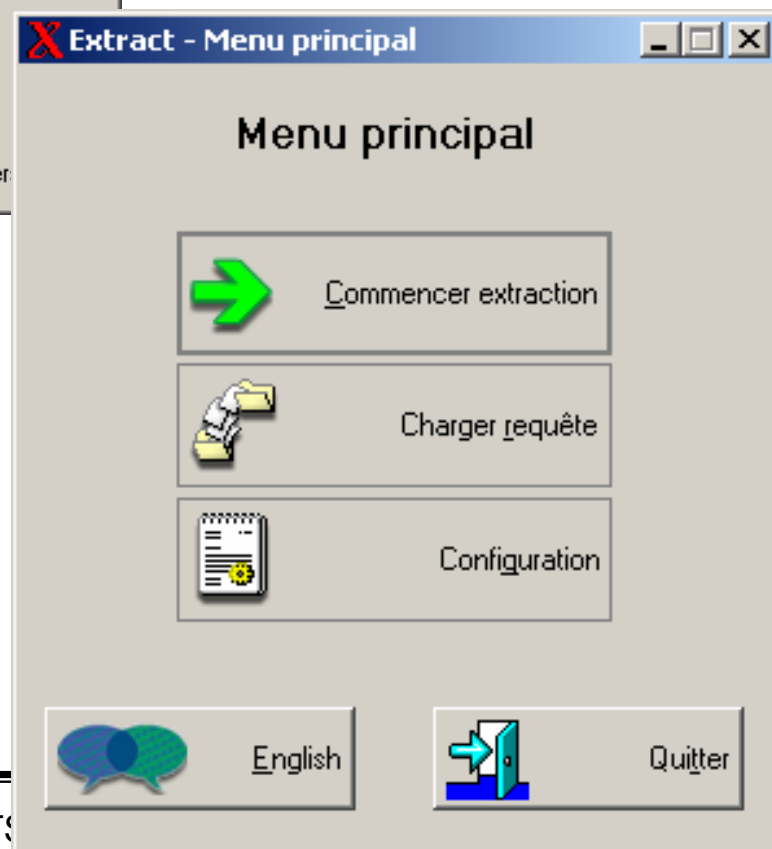 Extract - Menu principal
Menu principal
Commencer extraction
Charger requête
Configuration
English
Quitter